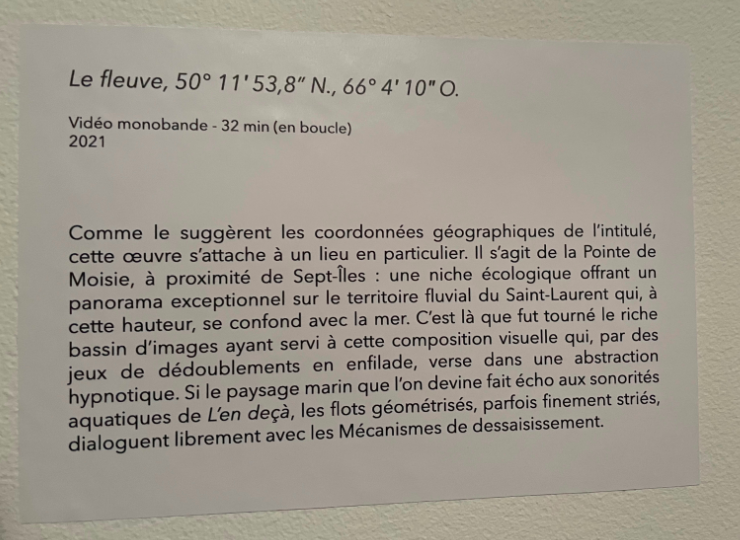 Le fleuve, 50° 11' 53,8" N., 66° 4' 10" O.
Vidéo monobande - 32 min (en boucle)
2021
Comme le suggèrent les coordonnées géographiques de l'intitulé,
cette œuvre s'attache à un lieu en particulier. Il s'agit de la Pointe de
Moisie, à proximité de Sept-Îles : une niche écologique offrant un
panorama exceptionnel sur le territoire fluvial du Saint-Laurent qui, à
cette hauteur, se confond avec la mer. C'est là que fut tourné le riche
bassin d'images ayant servi à cette composition visuelle qui, par des
jeux de dédoublements en enfilade, verse dans une abstraction
hypnotique. Si le paysage marin que l'on devine fait écho aux sonorités
aquatiques de L'en deçà, les flots géométrisés, parfois finement striés,
dialoguent librement avec les Mécanismes de dessaisissement.